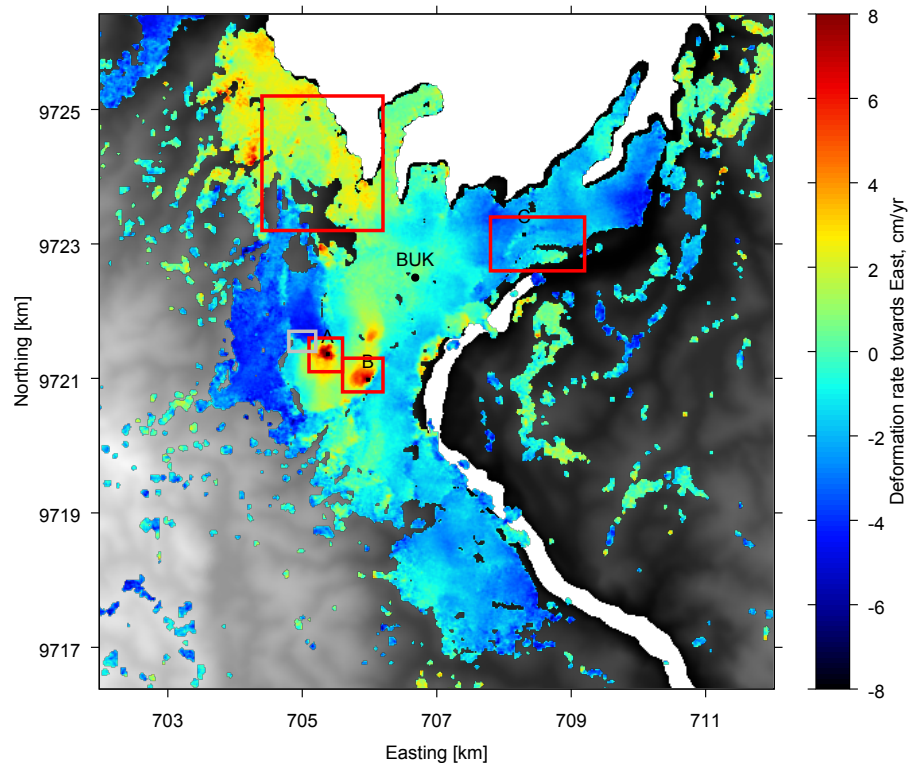 8
9725
6
4
C
9723
2
BUK
0
A
9721
B
-2
9719
-4
-6
9717
-8
703
705
707
709
711
Easting [km]
Northing [km]
Deformation rate towards East, cm/yr